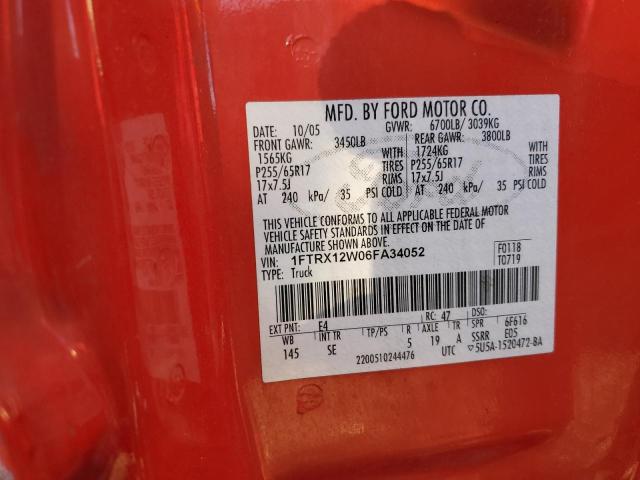 MFD. BY FORD MOTOR CO.
DATE: 10/05 GVWR: 6700LB/ 3039KG
FRONT GAWR: 3450LB REAR GAWR: 3800LB
1565KG WITH 1724KG WITH
P255/65R17 TIRES P255/65R17 TIRES
17x7.5J RIMS 17x7.5J RIMS
AT 240 kPa/ 35 PSI COLD AT 240 kPa/ 35 PSI COLD
THIS VEHICLE CONFORMS TO ALL APPLICABLE FEDERAL MOTOR
VEHICLE SAFETY STANDARDS IN EFFECT ON THE DATE OF
MANUFACTURE SHOWN ABOVE.
VIN: 1FTRX12W06FA34052 F0118
TYPE: Truck T0719
EXT PNT: E4 RC: 47 DSO:
WB INT TR TP/PS R AXLE TR SPR 6F616
145 SE 5 19 A SSRR E05
2200510244476 UTC ▽5U5A-1520472-BA